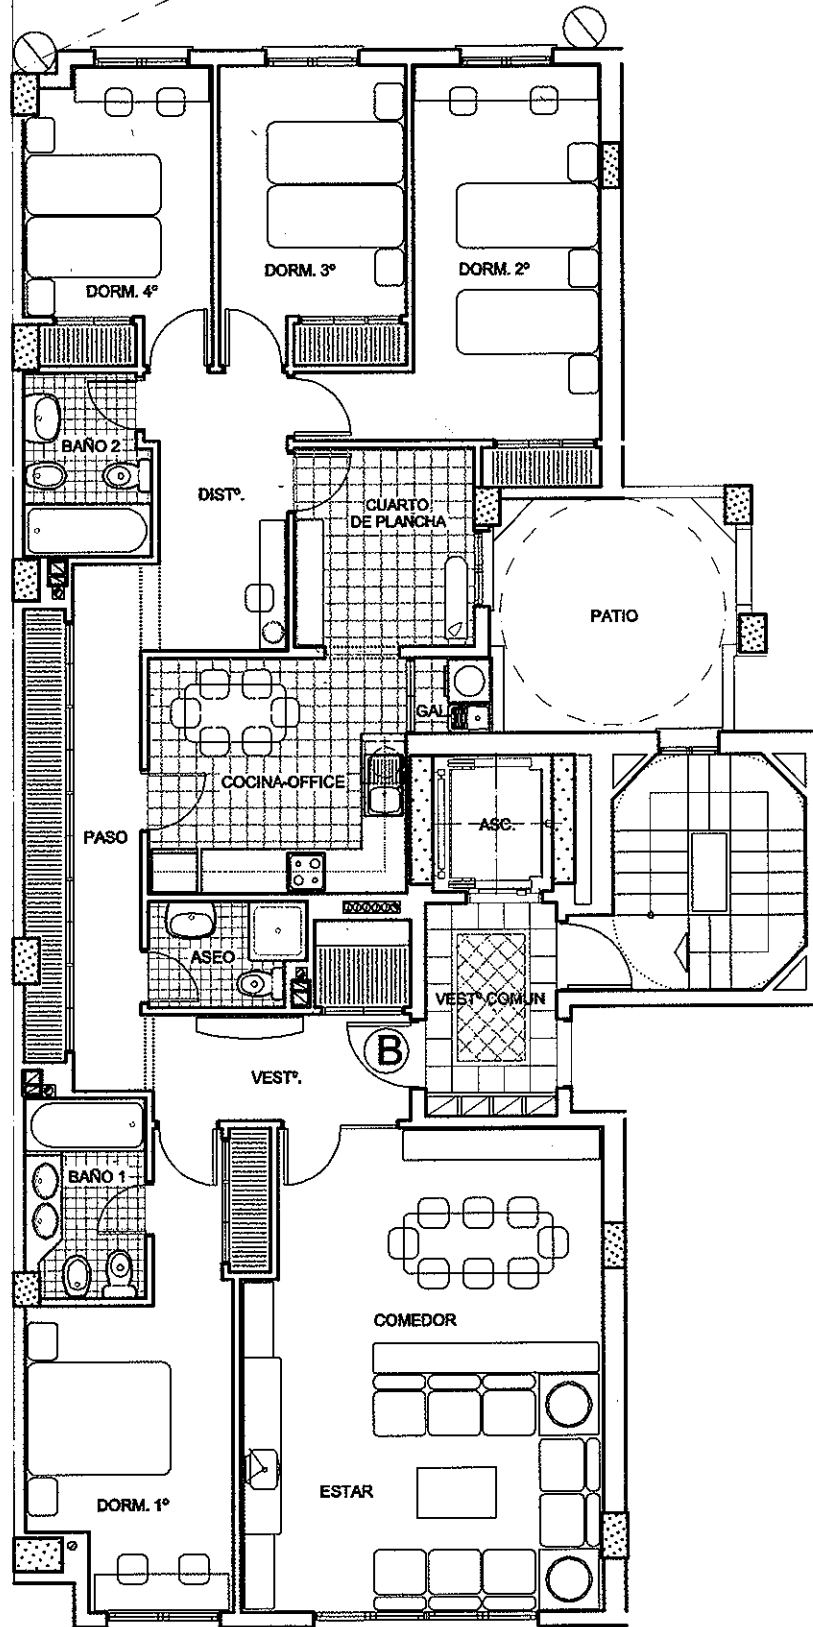 DORM. 4º
DORM. 3º
DORM. 2º
BAÑO 2
DISTº.
CUARTO
DE PLANCHA
PATIO
GAL.
COCINA-OFFICE
PASO
ASC.
ASEO
VESTº COMUN
B
VESTº.
BAÑO 1
COMEDOR
ESTAR
DORM. 1º